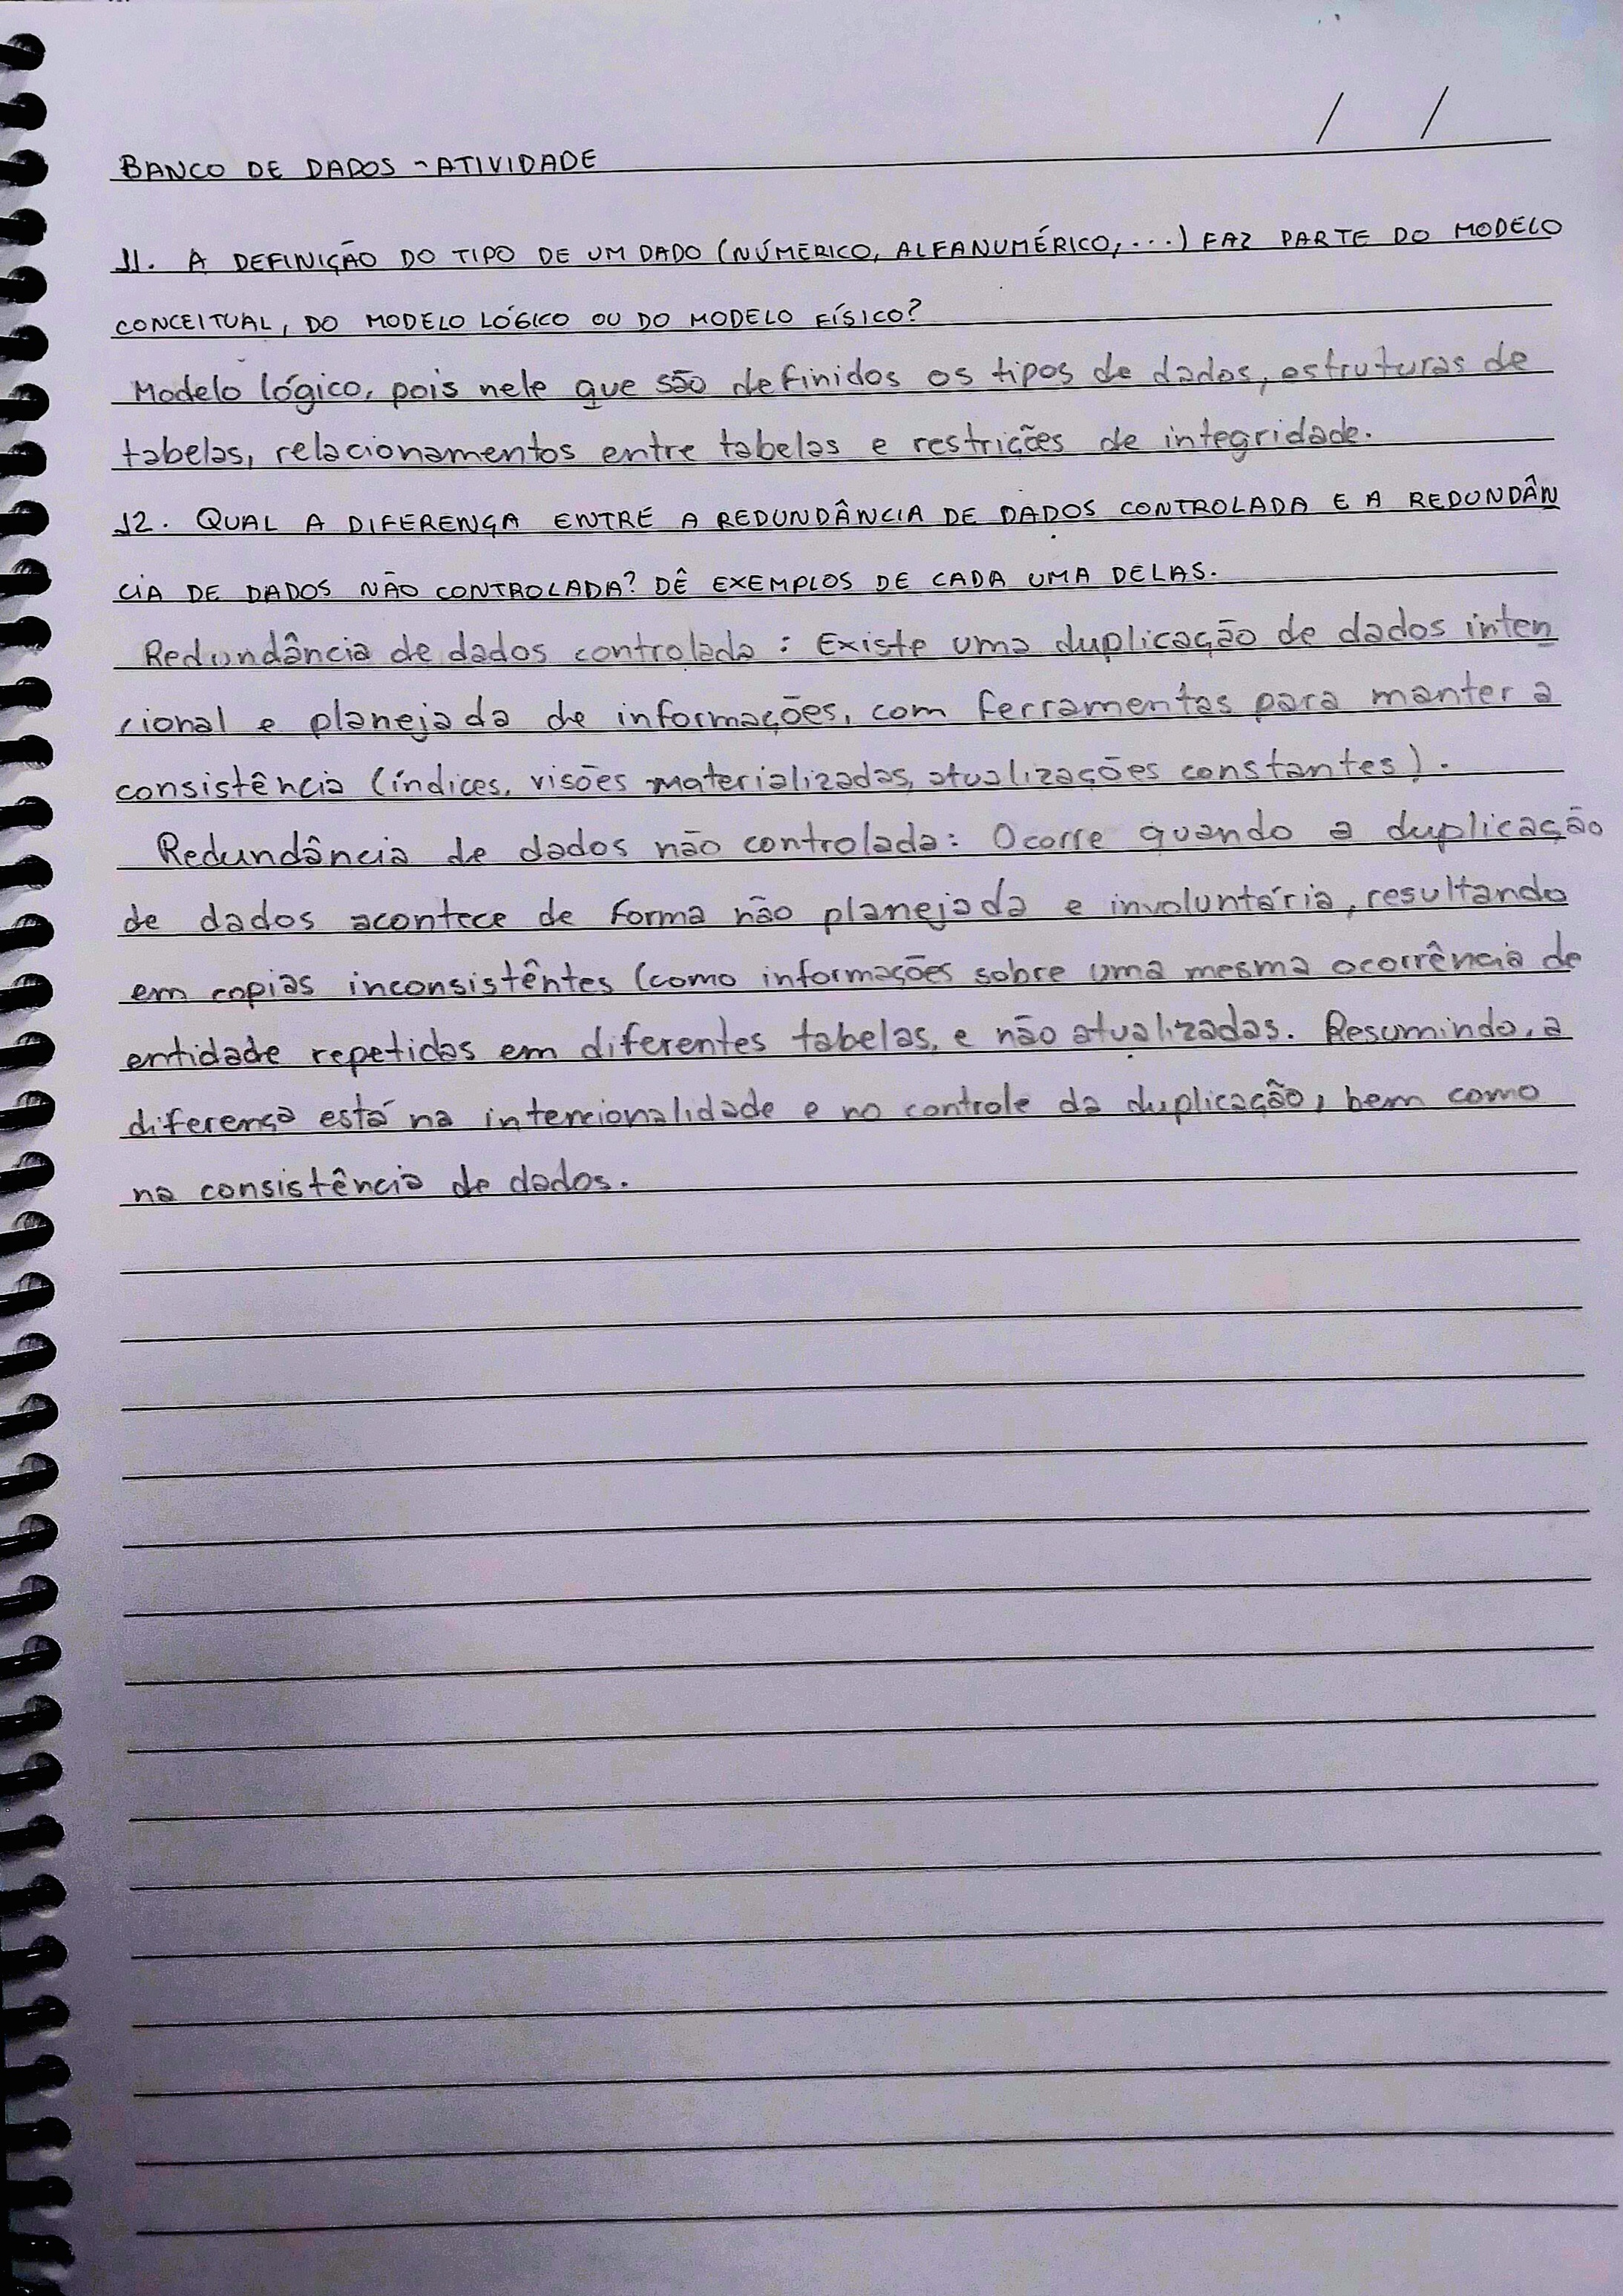 / /
BANCO DE DADOS - ATIVIDADE
11. A DEFINIÇÃO DO TIPO DE UM DADO (NÚMERICO, ALFANUMÉRICO, ...) FAZ PARTE DO MODELO
CONCEITUAL, DO MODELO LÓGICO OU DO MODELO FÍSICO?
Modelo lógico, pois nele que são definidos os tipos de dados, estruturas de
tabelas, relacionamentos entre tabelas e restrições de integridade.
12. QUAL A DIFERENÇA ENTRE A REDUNDÂNCIA DE DADOS CONTROLADA E A REDUNDÂN
CIA DE DADOS NÃO CONTROLADA? DÊ EXEMPLOS DE CADA UMA DELAS.
Redundância de dados controlada : Existe uma duplicação de dados inten
cional e planejada de informações, com ferramentas para manter a
consistência (índices, visões materializadas, atualizações constantes).
Redundância de dados não controlada: Ocorre quando a duplicação
de dados acontece de forma não planejada e involuntária, resultando
em copias inconsistêntes (como informações sobre uma mesma ocorrência de
entidade repetidas em diferentes tabelas, e não atualizadas. Resumindo, a
diferença está na intencionalidade e no controle da duplicação, bem como
na consistência de dados.